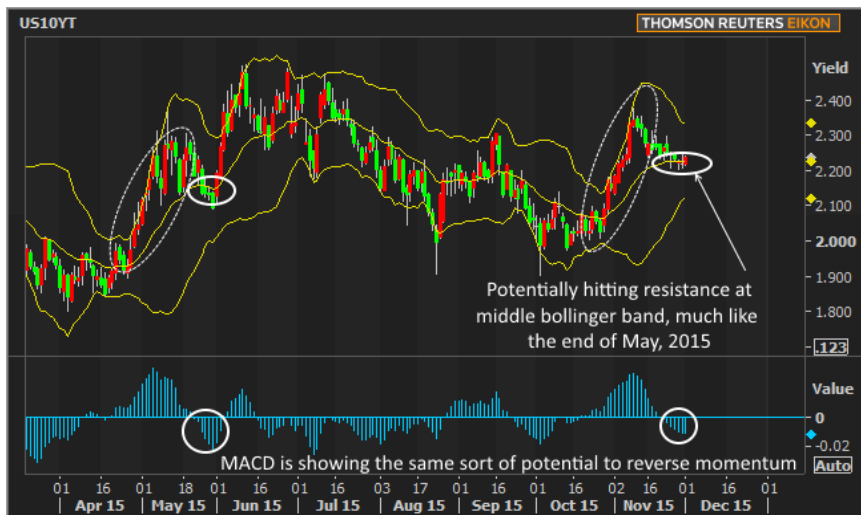 US10YT
THOMSON REUTERS EIKON
Yield
2.400
2.300
2.200
2.100
2.000
1.900
1.800
.123
Potentially hitting resistance at
middle bollinger band, much like
the end of May, 2015
Value
0
-0.02
Auto
MACD is showing the same sort of potential to reverse momentum
01 16 01 18 01 16 01 16 03 17 01 16 01 16 01 16 01 16 01
Apr 15 May 15 Jun 15 Jul 15 Aug 15 Sep 15 Oct 15 Nov 15 Dec 15